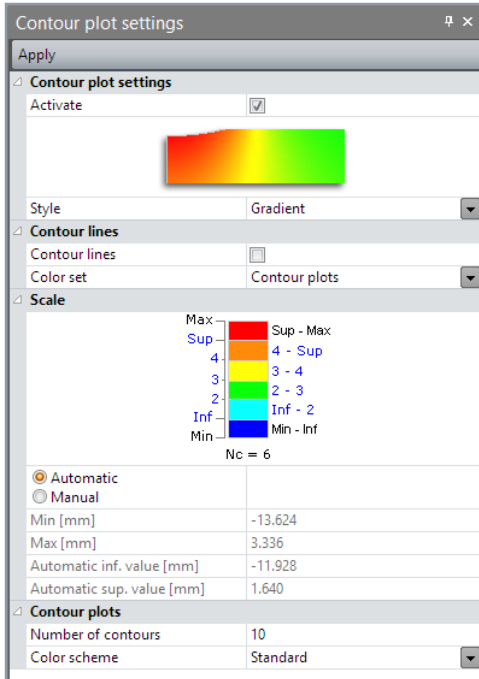 Contour plot settings
Apply
Contour plot settings
Activate
Style Gradient
Contour lines
Contour lines
Color set Contour plots
Scale
Max
Sup - Max
Sup
4 - Sup
4
3 - 4
3
2 - 3
2
Inf - 2
Inf
Min - Inf
Min
Nc = 6
Automatic
Manual
Min [mm] -13.624
Max [mm] 3.336
Automatic inf. value [mm] -11.928
Automatic sup. value [mm] 1.640
Contour plots
Number of contours 10
Color scheme Standard